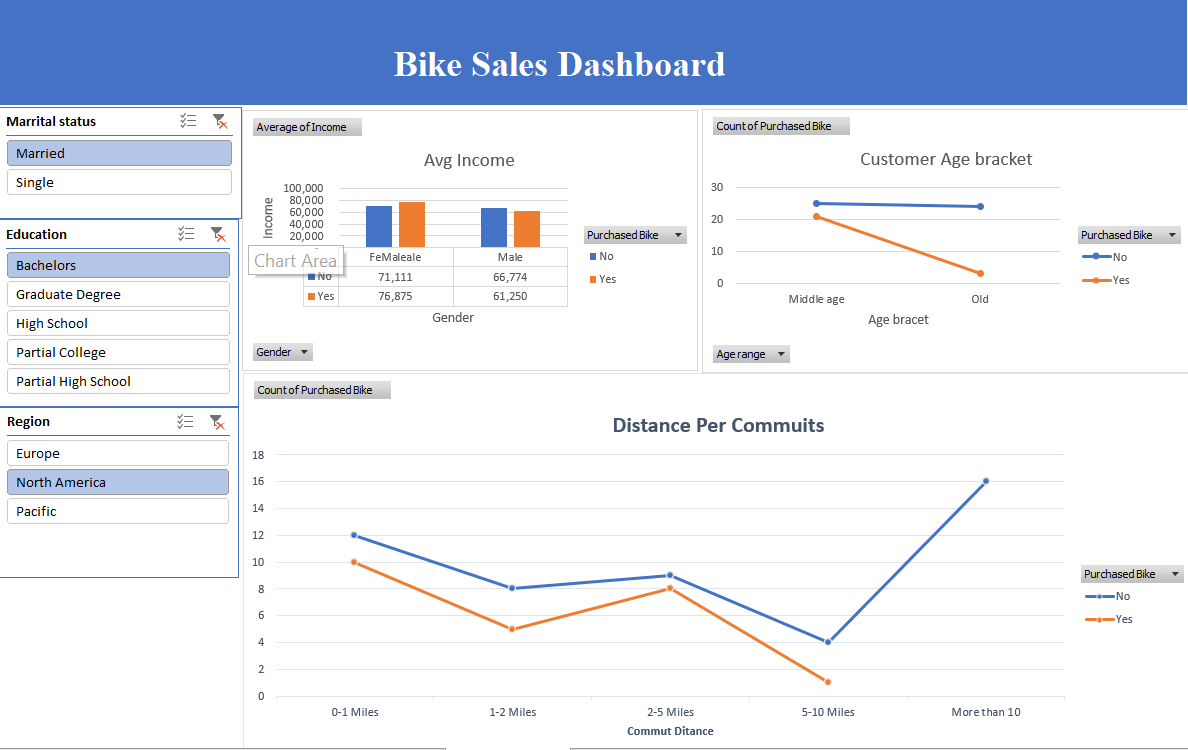 Bike Sales Dashboard
Marrital status
Married
Single
Education
Bachelors
Graduate Degree
High School
Partial College
Partial High School
Region
Europe
North America
Pacific
Average of Income
Avg Income
100,000
80,000
60,000
40,000
20,000
Income
Chart Area
FeMaleale Male
No 71,111 66,774
Yes 76,875 61,250
Gender
Purchased Bike
No
Yes
Gender
Count of Purchased Bike
Customer Age bracket
30
20
10
0
Middle age Old
Age bracet
Purchased Bike
No
Yes
Age range
Count of Purchased Bike
Distance Per Commuits
18
16
14
12
10
8
6
4
2
0
0-1 Miles 1-2 Miles 2-5 Miles 5-10 Miles More than 10
Commut Ditance
Purchased Bike
No
Yes